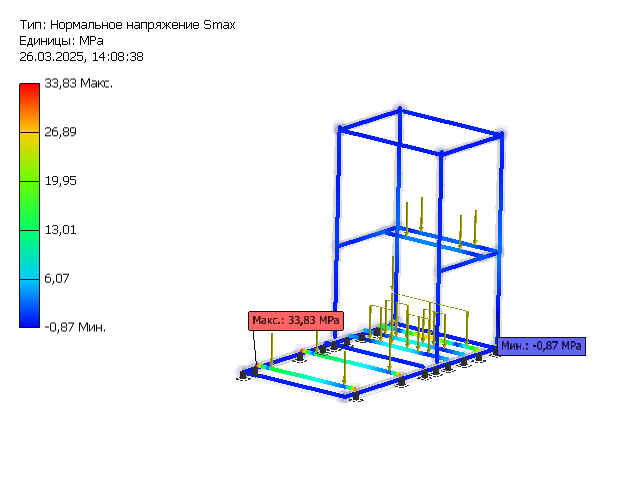 Тип: Нормальное напряжение Smax
Единицы: MPa
26.03.2025, 14:08:38
33,83 Макс.
26,89
19,95
13,01
6,07
-0,87 Мин.
Макс.: 33,83 MPa
Мин.: -0,87 MPa